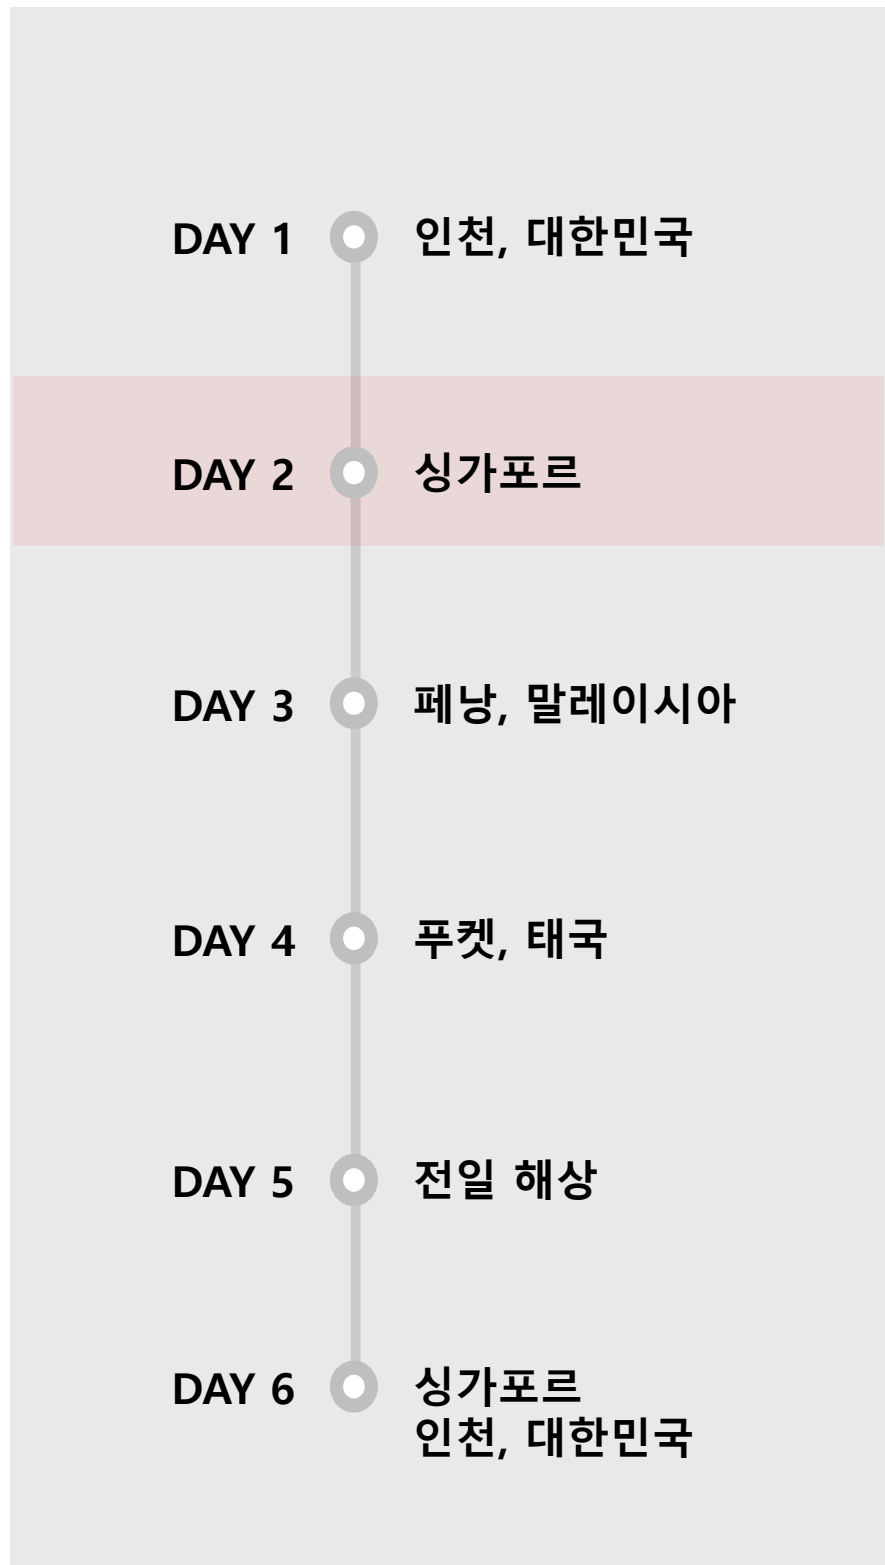 DAY 1 인천, 대한민국
DAY 2 싱가포르
DAY 3 페낭, 말레이시아
DAY 4 푸켓, 태국
DAY 5 전일 해상
DAY 6 싱가포르
인천, 대한민국